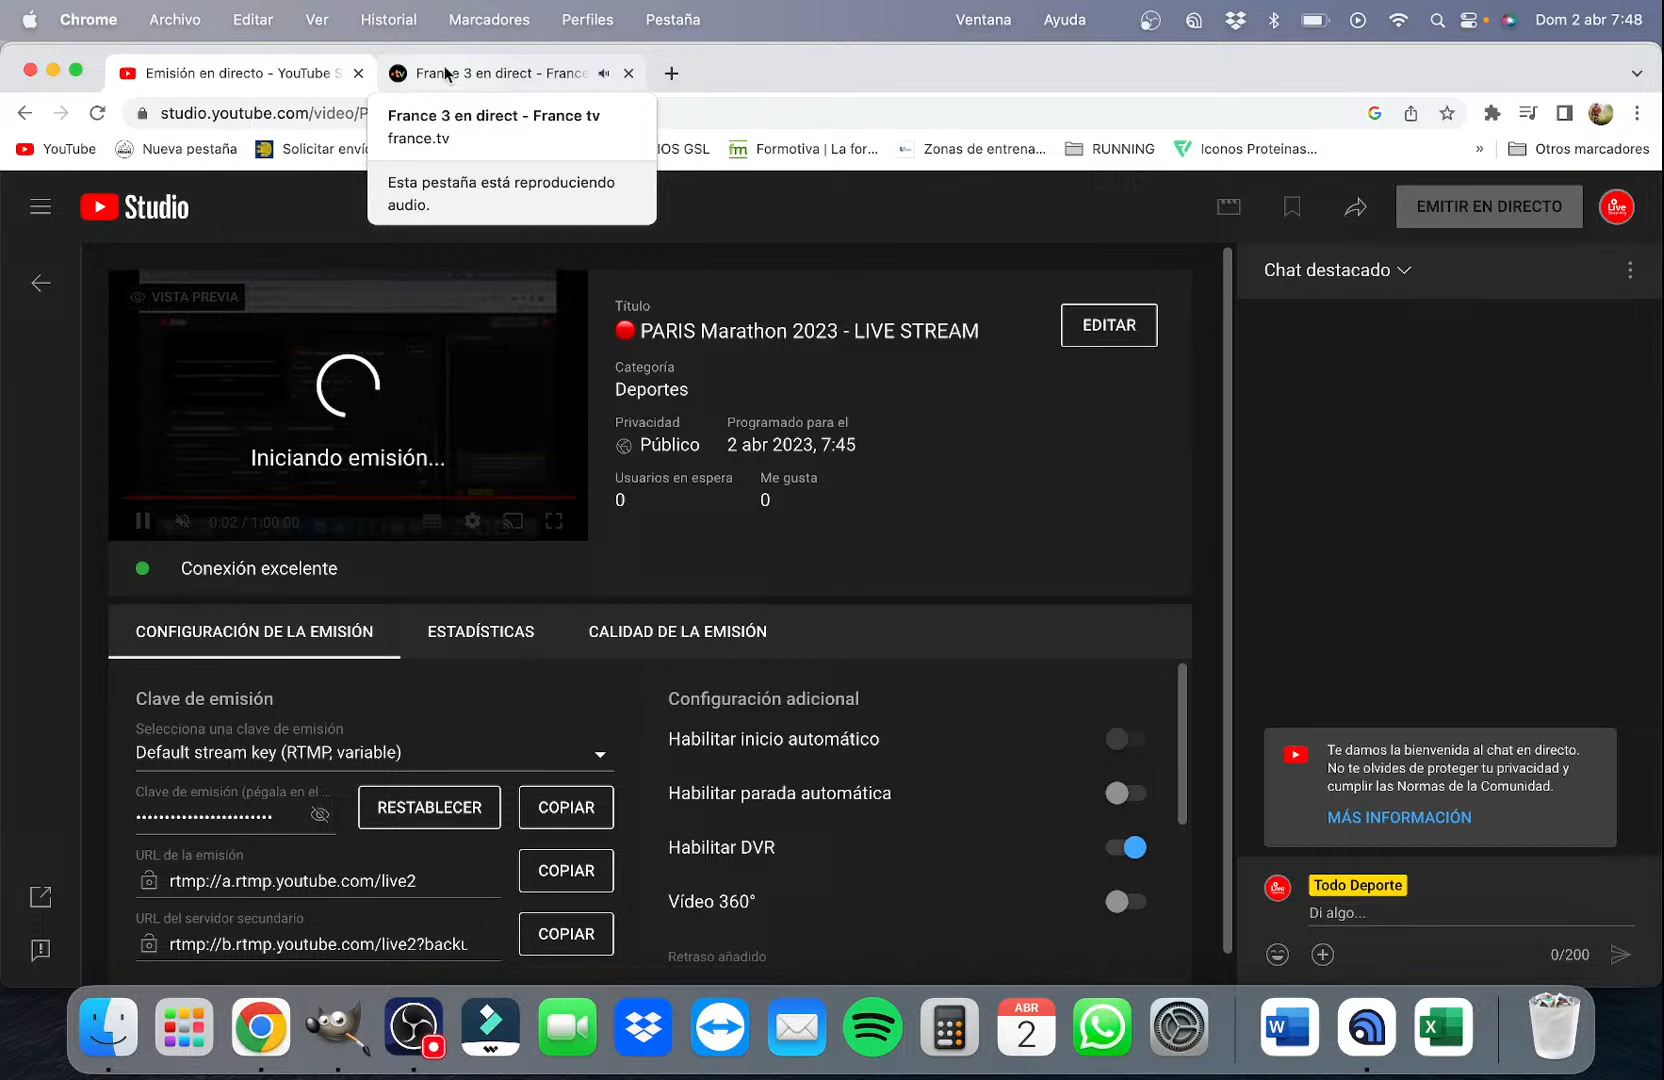 Chrome Archivo Editar Ver Historial Marcadores Perfiles Pestaña Ventana Ayuda Dom 2 abr 7:48
Emisión en directo - YouTube S
France 3 en direct - France
studio.youtube.com/video/P
France 3 en direct - France tv
france.tv
Esta pestaña está reproduciendo
audio.
YouTube Nueva pestaña Solicitar envío IOS GSL fm Formotiva | La for... Zonas de entrena... RUNNING Iconos Proteinas... » Otros marcadores
Studio
EMITIR EN DIRECTO
Live
VISTA PREVIA
Iniciando emisión...
0:02 / 1:00:00
Título
PARIS Marathon 2023 - LIVE STREAM
EDITAR
Categoría
Deportes
Privacidad Programado para el
Público 2 abr 2023, 7:45
Usuarios en espera Me gusta
0 0
Conexión excelente
CONFIGURACIÓN DE LA EMISIÓN ESTADÍSTICAS CALIDAD DE LA EMISIÓN
Clave de emisión
Selecciona una clave de emisión
Default stream key (RTMP, variable)
Clave de emisión (pégala en el ...
••••••••••••••••••••••••
RESTABLECER COPIAR
URL de la emisión
rtmp://a.rtmp.youtube.com/live2
COPIAR
URL del servidor secundario
rtmp://b.rtmp.youtube.com/live2?backu
COPIAR
Configuración adicional
Habilitar inicio automático
Habilitar parada automática
Habilitar DVR
Vídeo 360°
Retraso añadido
Chat destacado
Te damos la bienvenida al chat en directo.
No te olvides de proteger tu privacidad y
cumplir las Normas de la Comunidad.
MÁS INFORMACIÓN
Todo Deporte
Di algo...
0/200
ABR
2
W
X